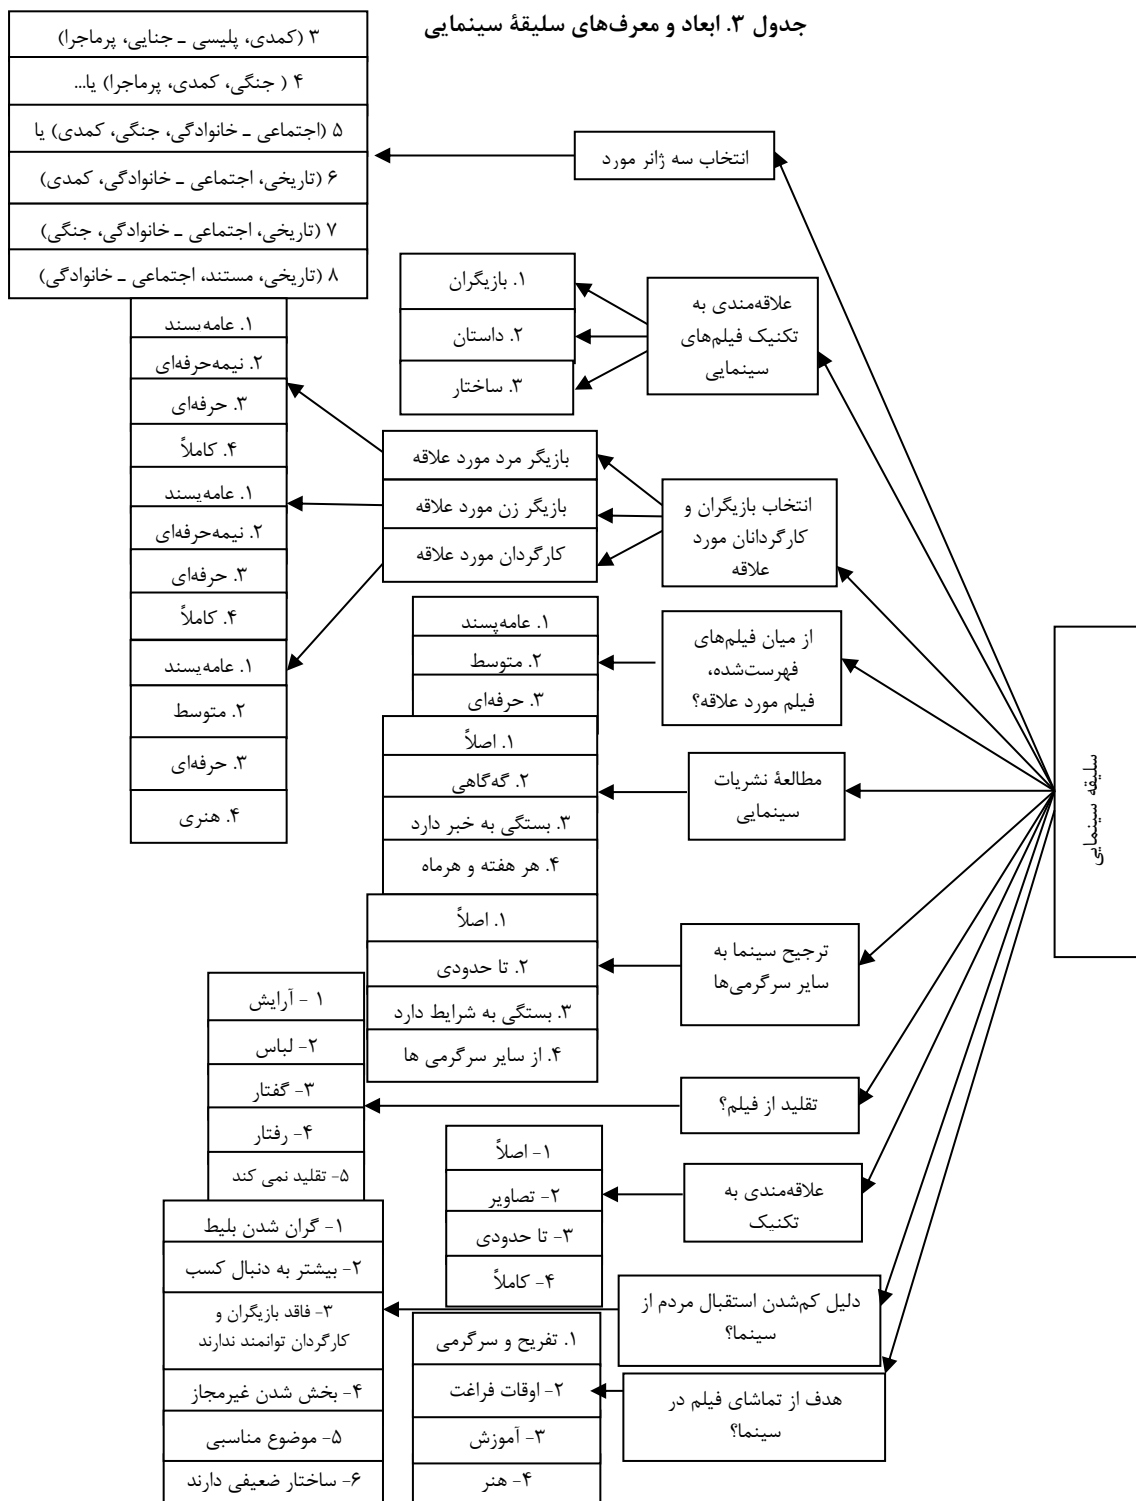 جدول ۳. ابعاد و معرف‌های سلیقهٔ سینمایی
سلیقه سینمایی
انتخاب سه ژانر مورد
۳ (کمدی، پلیسی ـ جنایی، پرماجرا)
۴ ( جنگی، کمدی، پرماجرا) یا...
۵ (اجتماعی ـ خانوادگی، جنگی، کمدی) یا
۶ (تاریخی، اجتماعی ـ خانوادگی، کمدی)
۷ (تاریخی، اجتماعی ـ خانوادگی، جنگی)
۸ (تاریخی، مستند، اجتماعی ـ خانوادگی)
علاقه‌مندی به
تکنیک فیلم‌های
سینمایی
۱. بازیگران
۲. داستان
۳. ساختار
انتخاب بازیگران و
کارگردانان مورد
علاقه
بازیگر مرد مورد علاقه
بازیگر زن مورد علاقه
کارگردان مورد علاقه
۱. عامه‌پسند
۲. نیمه‌حرفه‌ای
۳. حرفه‌ای
۴. کاملاً
۱. عامه‌پسند
۲. نیمه‌حرفه‌ای
۳. حرفه‌ای
۴. کاملاً
۱. عامه‌پسند
۲. متوسط
۳. حرفه‌ای
۴. هنری
از میان فیلم‌های
فهرست‌شده،
فیلم مورد علاقه؟
۱. عامه‌پسند
۲. متوسط
۳. حرفه‌ای
مطالعهٔ نشریات
سینمایی
۱. اصلاً
۲. گه‌گاهی
۳. بستگی به خبر دارد
۴. هر هفته و هرماه
ترجیح سینما به
سایر سرگرمی‌ها
۱. اصلاً
۲. تا حدودی
۳. بستگی به شرایط دارد
۴. از سایر سرگرمی ها
تقلید از فیلم؟
۱ - آرایش
۲- لباس
۳- گفتار
۴- رفتار
۵- تقلید نمی کند
علاقه‌مندی به
تکنیک
۱- اصلاً
۲- تصاویر
۳- تا حدودی
۴- کاملاً
دلیل کم‌شدن استقبال مردم از
سینما؟
۱- گران شدن بلیط
۲- بیشتر به دنبال کسب
۳- فاقد بازیگران و
کارگردان توانمند ندارند
۴- بخش شدن غیرمجاز
۵- موضوع مناسبی
۶- ساختار ضعیفی دارند
هدف از تماشای فیلم در
سینما؟
۱. تفریح و سرگرمی
۲- اوقات فراغت
۳- آموزش
۴- هنر